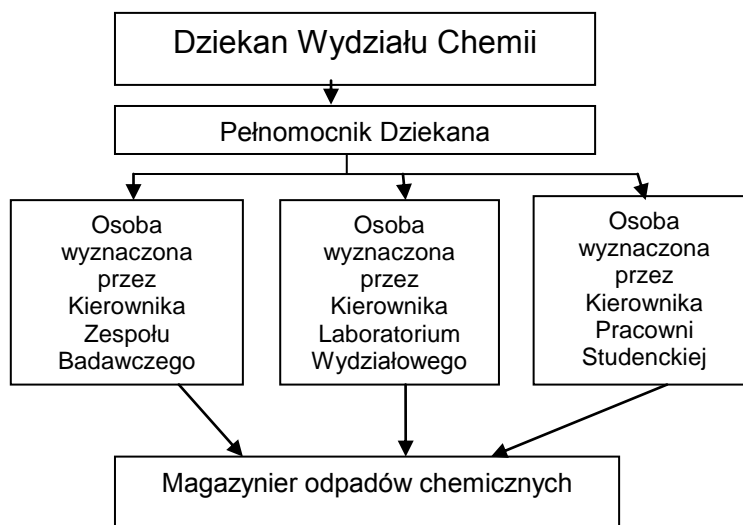 Dziekan Wydziału Chemii
Pełnomocnik Dziekana
Osoba
wyznaczona
przez
Kierownika
Zespołu
Badawczego
Osoba
wyznaczona
przez
Kierownika
Laboratorium
Wydziałowego
Osoba
wyznaczona
przez
Kierownika
Pracowni
Studenckiej
Magazynier odpadów chemicznych